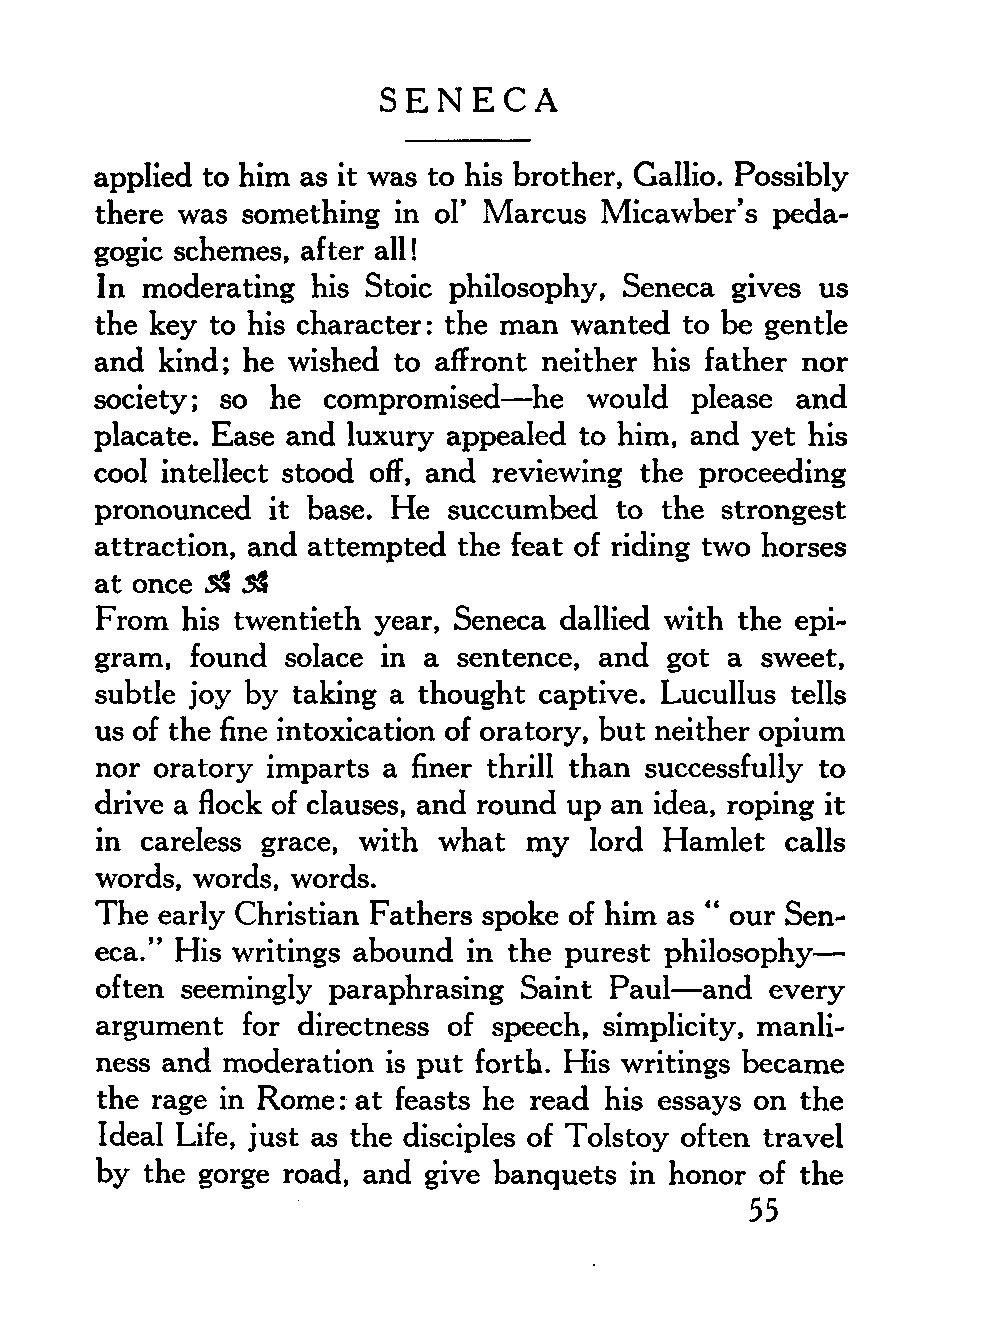 SENECA
applied to him as it was to his brother, Gallio. Possibly
there was something in ol' Marcus Micawber's peda-
gogic schemes, after all!
In moderating his Stoic philosophy, Seneca gives us
the key to his character: the man wanted to be gentle
and kind; he wished to affront neither his father nor
society; so he compromised—he would please and
placate. Ease and luxury appealed to him, and yet his
cool intellect stood off, and reviewing the proceeding
pronounced it base. He succumbed to the strongest
attraction, and attempted the feat of riding two horses
at once
From his twentieth year, Seneca dallied with the epi-
gram, found solace in a sentence, and got a sweet,
subtle joy by taking a thought captive. Lucullus tells
us of the fine intoxication of oratory, but neither opium
nor oratory imparts a finer thrill than successfully to
drive a flock of clauses, and round up an idea, roping it
in careless grace, with what my lord Hamlet calls
words, words, words.
The early Christian Fathers spoke of him as " our Sen-
eca." His writings abound in the purest philosophy—
often seemingly paraphrasing Saint Paul—and every
argument for directness of speech, simplicity, manli-
ness and moderation is put forth. His writings became
the rage in Rome: at feasts he read his essays on the
Ideal Life, just as the disciples of Tolstoy often travel
by the gorge road, and give banquets in honor of the
55